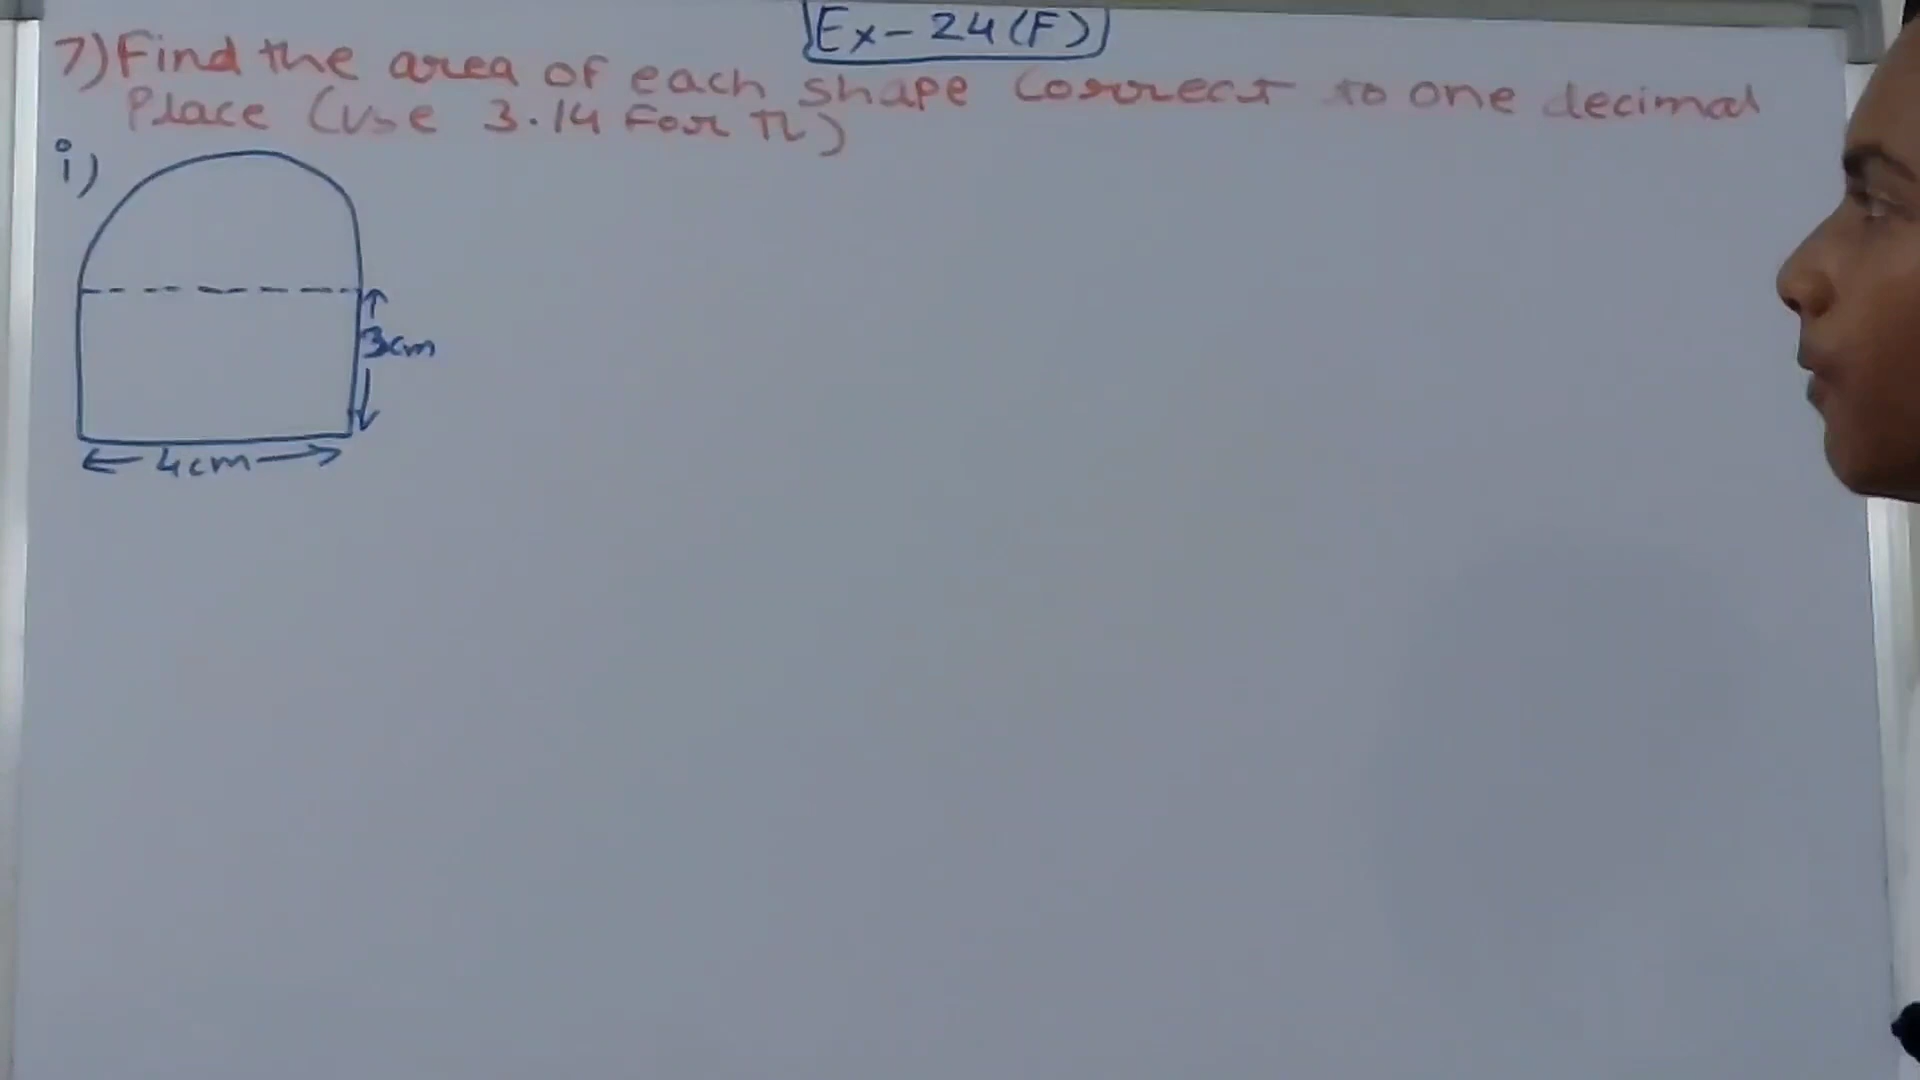 Ex-24(F)
7) Find the area of each shape Correct to one decimal
Place (Use 3.14 For π)
i)
3cm
4cm